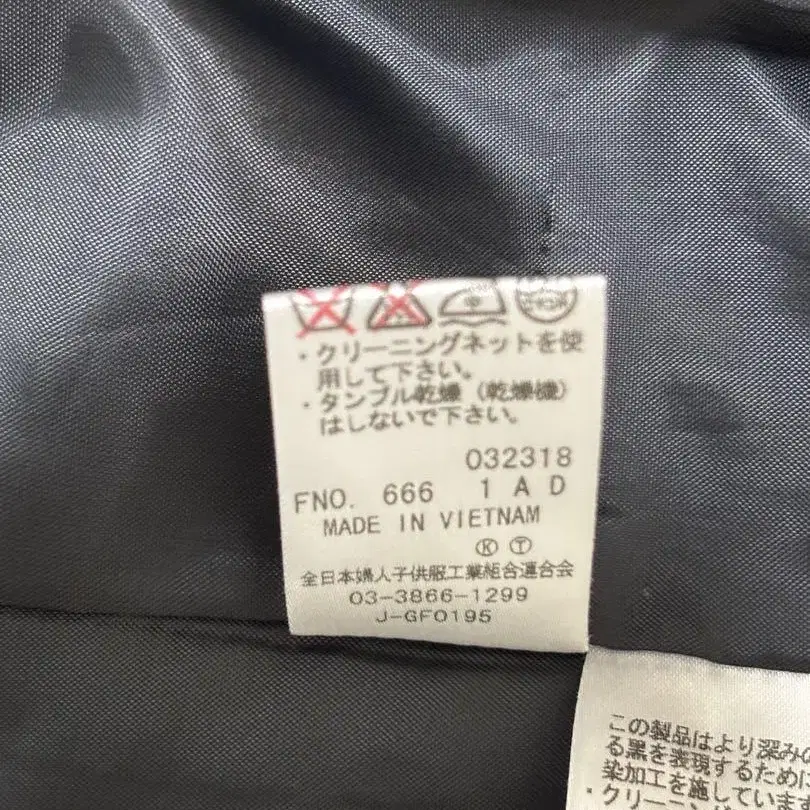 ・クリーニングネットを使
用して下さい。
・タンブル乾燥（乾燥機）
はしないで下さい。
032318
FNO. 666 1 A D
MADE IN VIETNAM
Ⓚ Ⓣ
全日本婦人子供服工業組合連合会
03-3866-1299
J-GF0195
この製品はより深みの
る黒を表現するために
染加工を施しています
・クリー